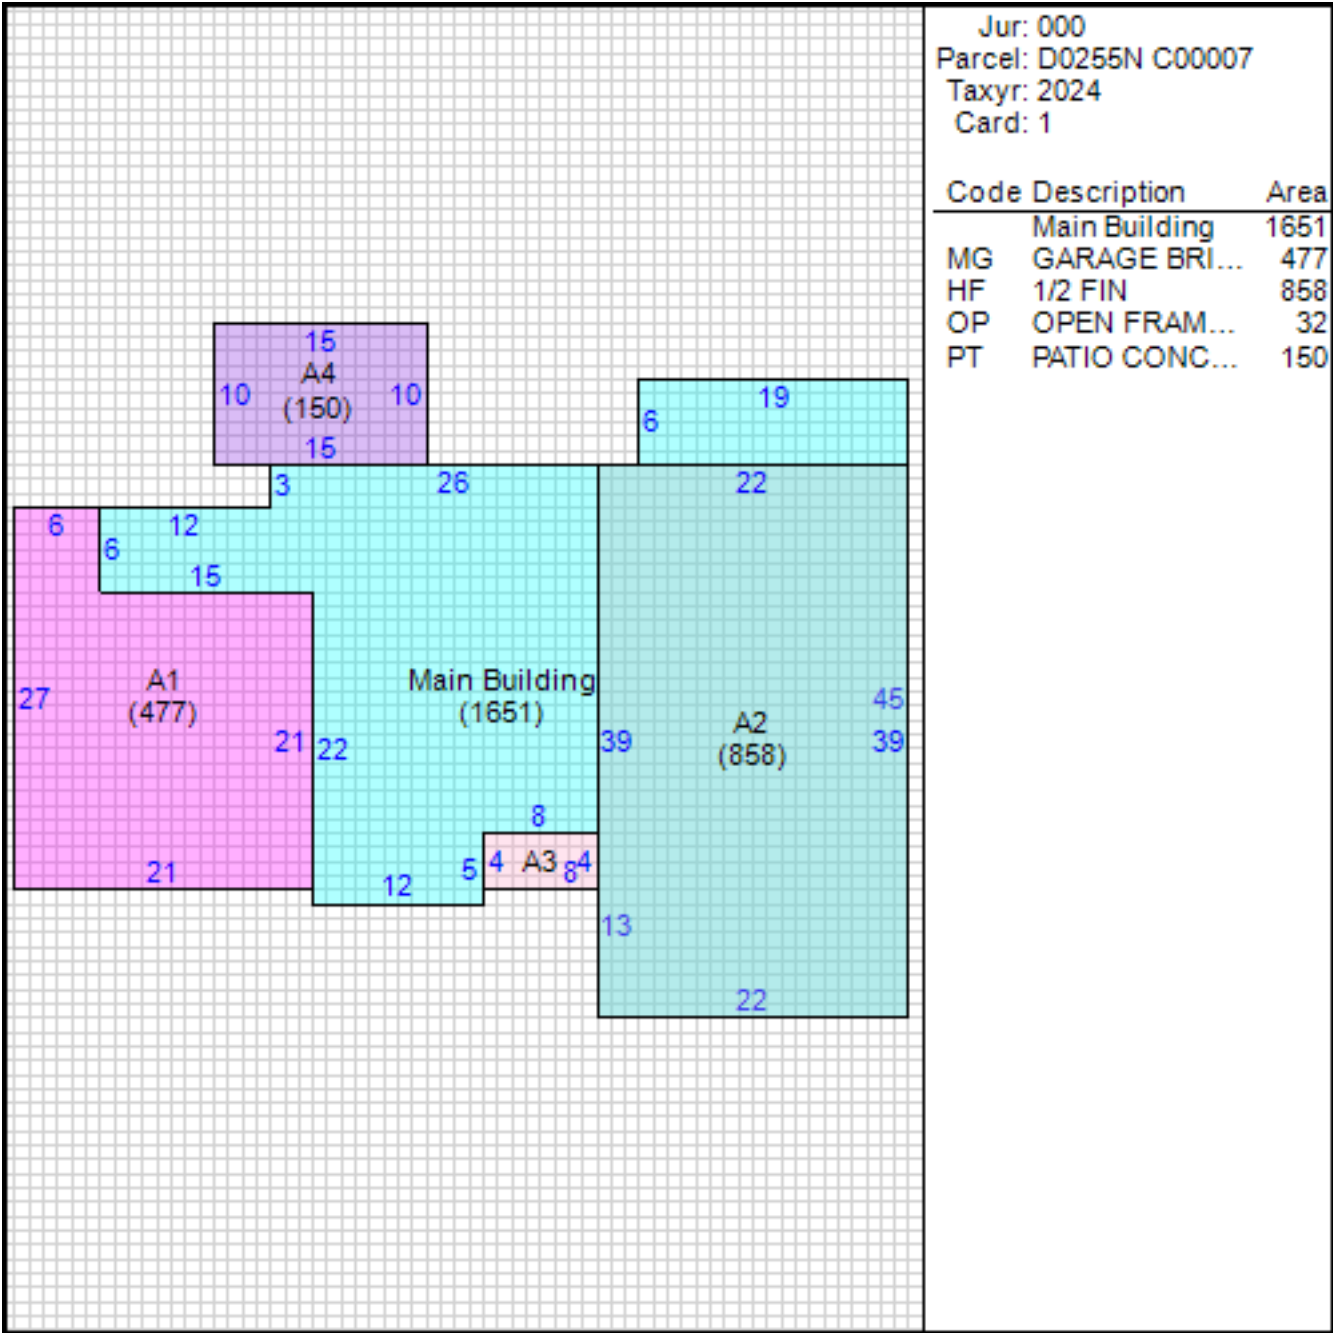 Jur: 000
Parcel: D0255N C00007
Taxyr: 2024
Card: 1
Code Description Area
Main Building 1651
MG GARAGE BRI... 477
HF 1/2 FIN 858
OP OPEN FRAM... 32
PT PATIO CONC... 150
15
A4
10 (150) 10
15
19
6
3 26 22
6 12
6
15
A1
(477)
27
21
21
Main Building
(1651)
22
39
A2
(858)
45
39
8
4 A3 8 4
5
12
13
22